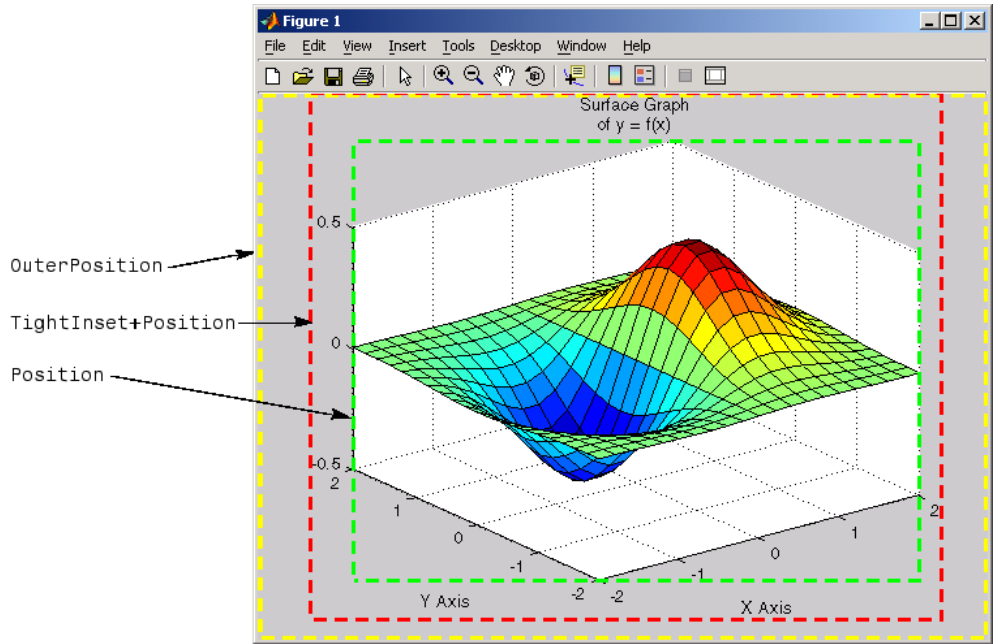 Figure 1
File Edit View Insert Tools Desktop Window Help
Surface Graph
of y = f(x)
0.5
OuterPosition
TightInset+Position
0
Position
-0.5
2
1
0
-1
-2
-2
-1
0
1
2
Y Axis
X Axis